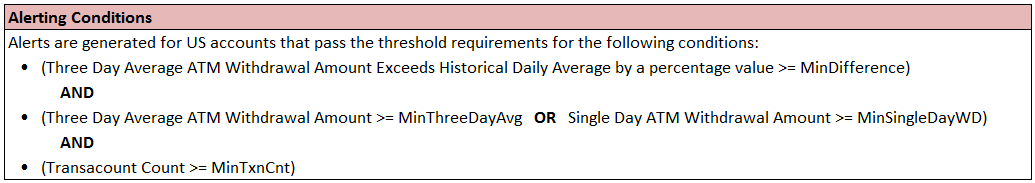 Alerting Conditions
Alerts are generated for US accounts that pass the threshold requirements for the following conditions:
• (Three Day Average ATM Withdrawal Amount Exceeds Historical Daily Average by a percentage value >= MinDifference)
AND
• (Three Day Average ATM Withdrawal Amount >= MinThreeDayAvg OR Single Day ATM Withdrawal Amount >= MinSingleDayWD)
AND
• (Transacount Count >= MinTxnCnt)